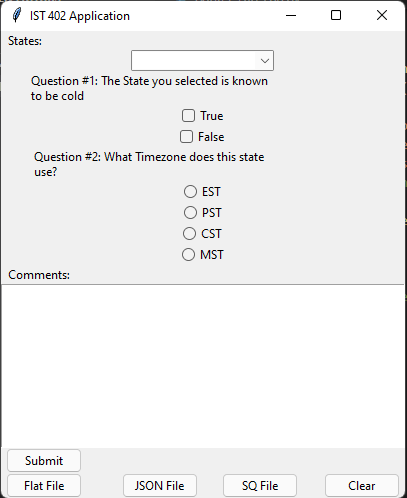 IST 402 Application
States:
Question #1: The State you selected is known
to be cold
True
False
Question #2: What Timezone does this state
use?
EST
PST
CST
MST
Comments:
Submit
Flat File JSON File SQ File Clear